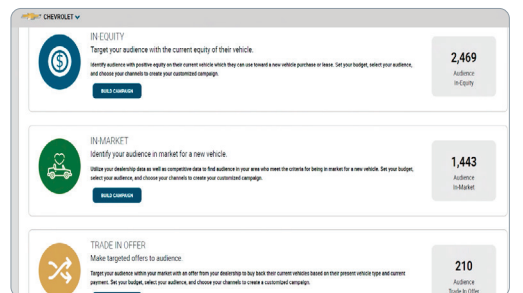 CHEVROLET
IN-EQUITY
Target your audience with the current equity of their vehicle.
Identify audience with positive equity on their current vehicle which they can use toward a new vehicle purchase or lease. Set your budget, select your audience,
and choose your channels to create your customized campaign.
BUILD CAMPAIGN
2,469
Audience
In-Equity
IN-MARKET
Identify your audience in market for a new vehicle.
Utilize your dealership data as well as competitive data to find audience in your area who meet the criteria for being in market for a new vehicle. Set your budget,
select your audience, and choose your channels to create your customized campaign.
BUILD CAMPAIGN
1,443
Audience
In-Market
TRADE IN OFFER
Make targeted offers to audience.
Target your audience within your market with an offer from your dealership to buy back their current vehicles based on their present vehicle type and current
payment. Set your budget, select your audience, and choose your channels to create a customized campaign.
210
Audience
Trade In Offer